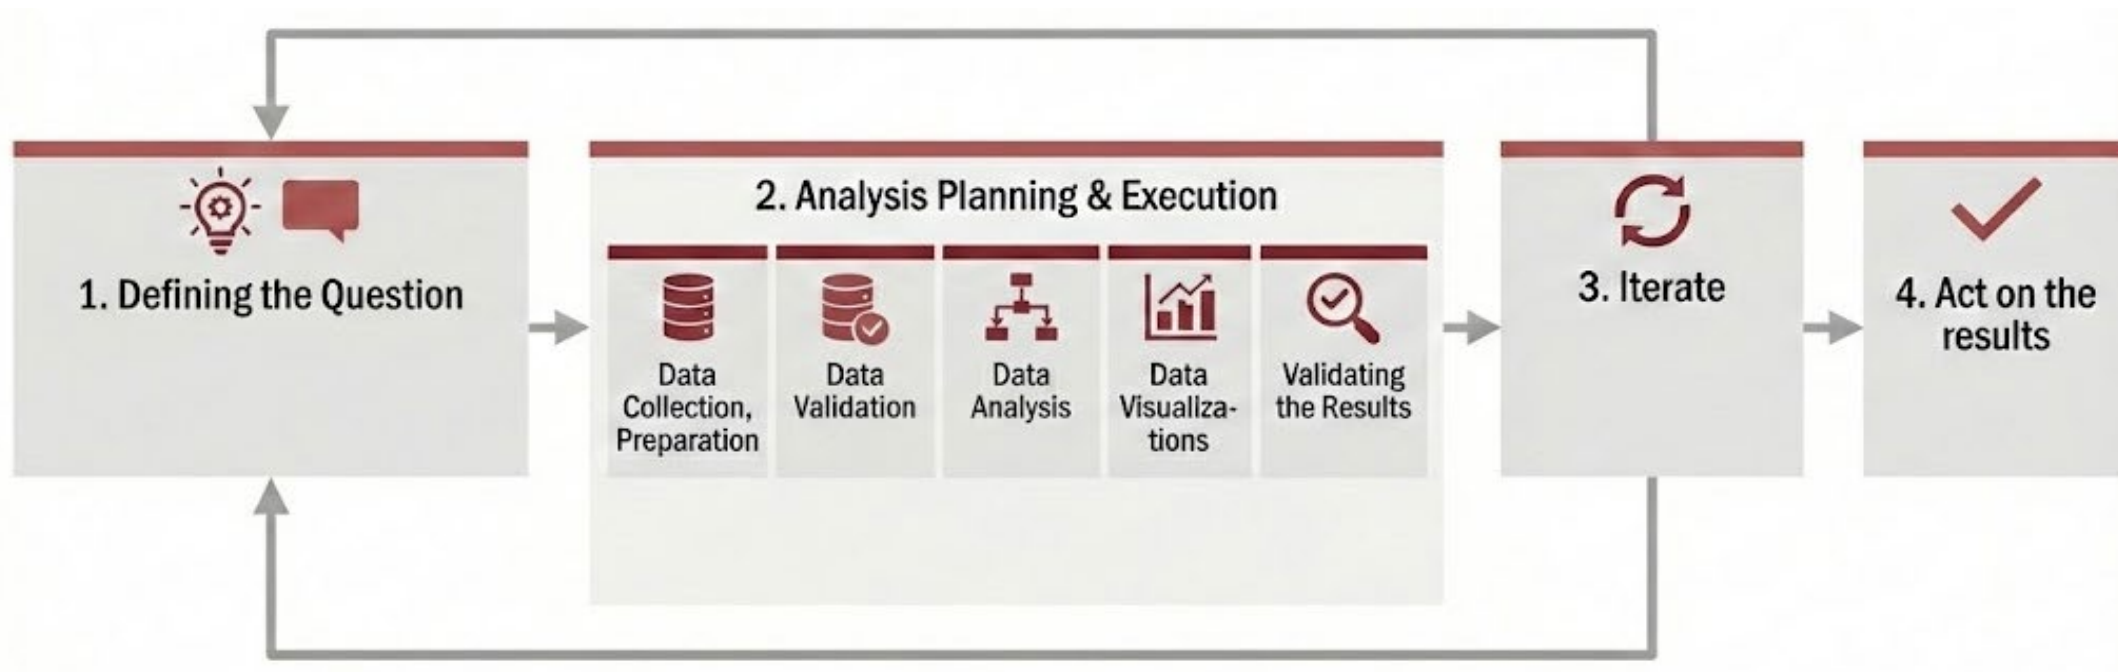 1. Defining the Question
2. Analysis Planning & Execution
Data
Collection,
Preparation
Data
Validation
Data
Analysis
Data
Visualiza-
tions
Validating
the Results
3. Iterate
4. Act on the
results